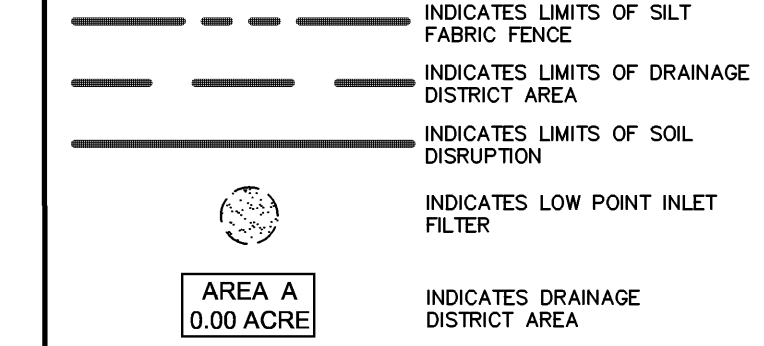 INDICATES LIMITS OF SILT
FABRIC FENCE
INDICATES LIMITS OF DRAINAGE
DISTRICT AREA
INDICATES LIMITS OF SOIL
DISRUPTION
INDICATES LOW POINT INLET
FILTER
AREA A
0.00 ACRE
INDICATES DRAINAGE
DISTRICT AREA